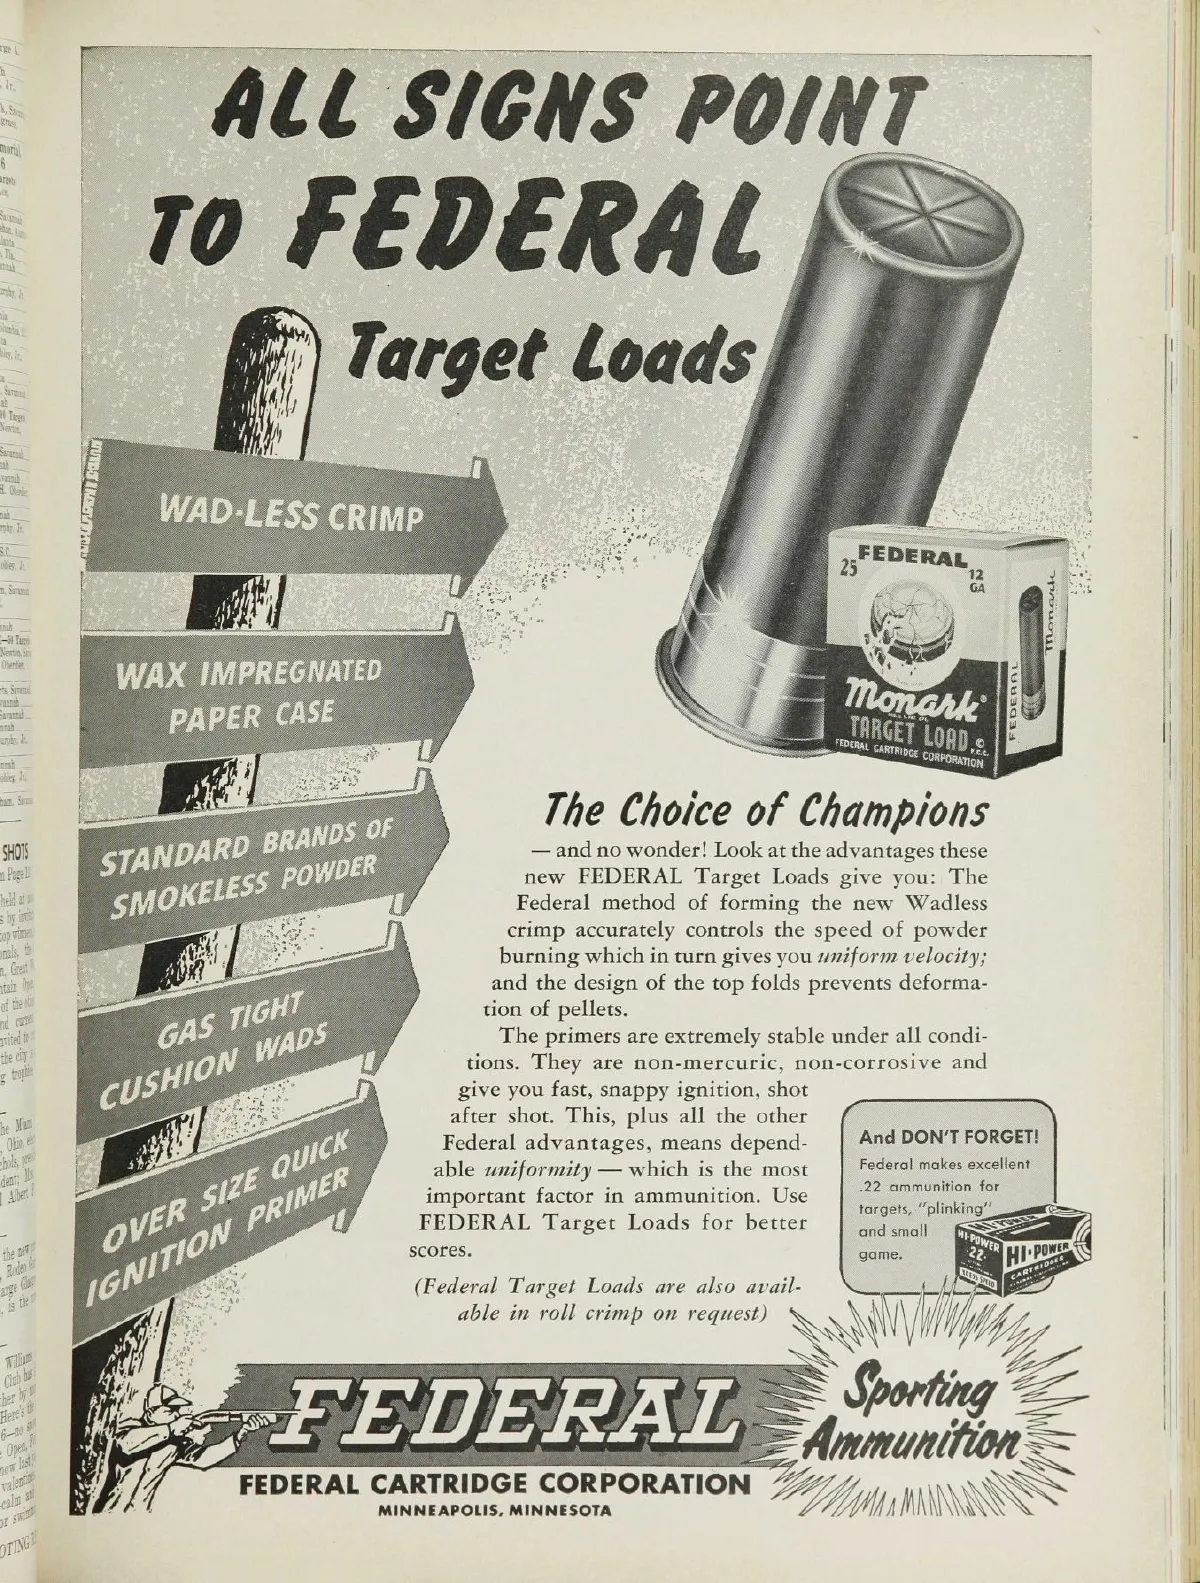 ALL SIGNS POINT
TO FEDERAL
Target Loads
WAD-LESS CRIMP
WAX IMPREGNATED
PAPER CASE
STANDARD BRANDS OF
SMOKELESS POWDER
GAS TIGHT
CUSHION WADS
OVER SIZE QUICK
IGNITION PRIMER
FEDERAL
25
12
GA
Monark®
TARGET LOAD
FEDERAL CARTRIDGE CORPORATION
©
F.C.C.
FEDERAL
Monark
The Choice of Champions
— and no wonder! Look at the advantages these
new FEDERAL Target Loads give you: The
Federal method of forming the new Wadless
crimp accurately controls the speed of powder
burning which in turn gives you uniform velocity;
and the design of the top folds prevents deforma-
tion of pellets.
The primers are extremely stable under all condi-
tions. They are non-mercuric, non-corrosive and
give you fast, snappy ignition, shot
after shot. This, plus all the other
Federal advantages, means depend-
able uniformity — which is the most
important factor in ammunition. Use
FEDERAL Target Loads for better
scores.
(Federal Target Loads are also avail-
able in roll crimp on request)
And DON'T FORGET!
Federal makes excellent
.22 ammunition for
targets, "plinking"
and small
game.
HI-POWER
HI-POWER
22
HI-POWER
CARTRIDGES
FEDERAL
Sporting
Ammunition
FEDERAL CARTRIDGE CORPORATION
MINNEAPOLIS, MINNESOTA
SHOTS